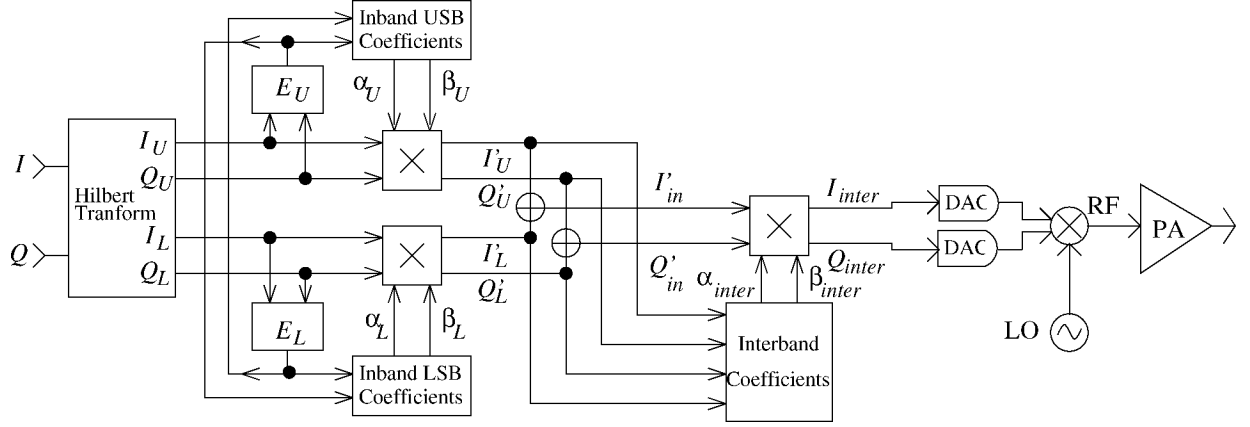 Inband USB
Coefficients
E_U
α_U
β_U
I
Q
Hilbert
Tranform
I_U
Q_U
I_L
Q_L
I'_U
Q'_U
I'_L
Q'_L
E_L
α_L
β_L
Inband LSB
Coefficients
I'_in
Q'_in
α_inter
β_inter
Interband
Coefficients
I_inter
Q_inter
DAC
DAC
RF
PA
LO